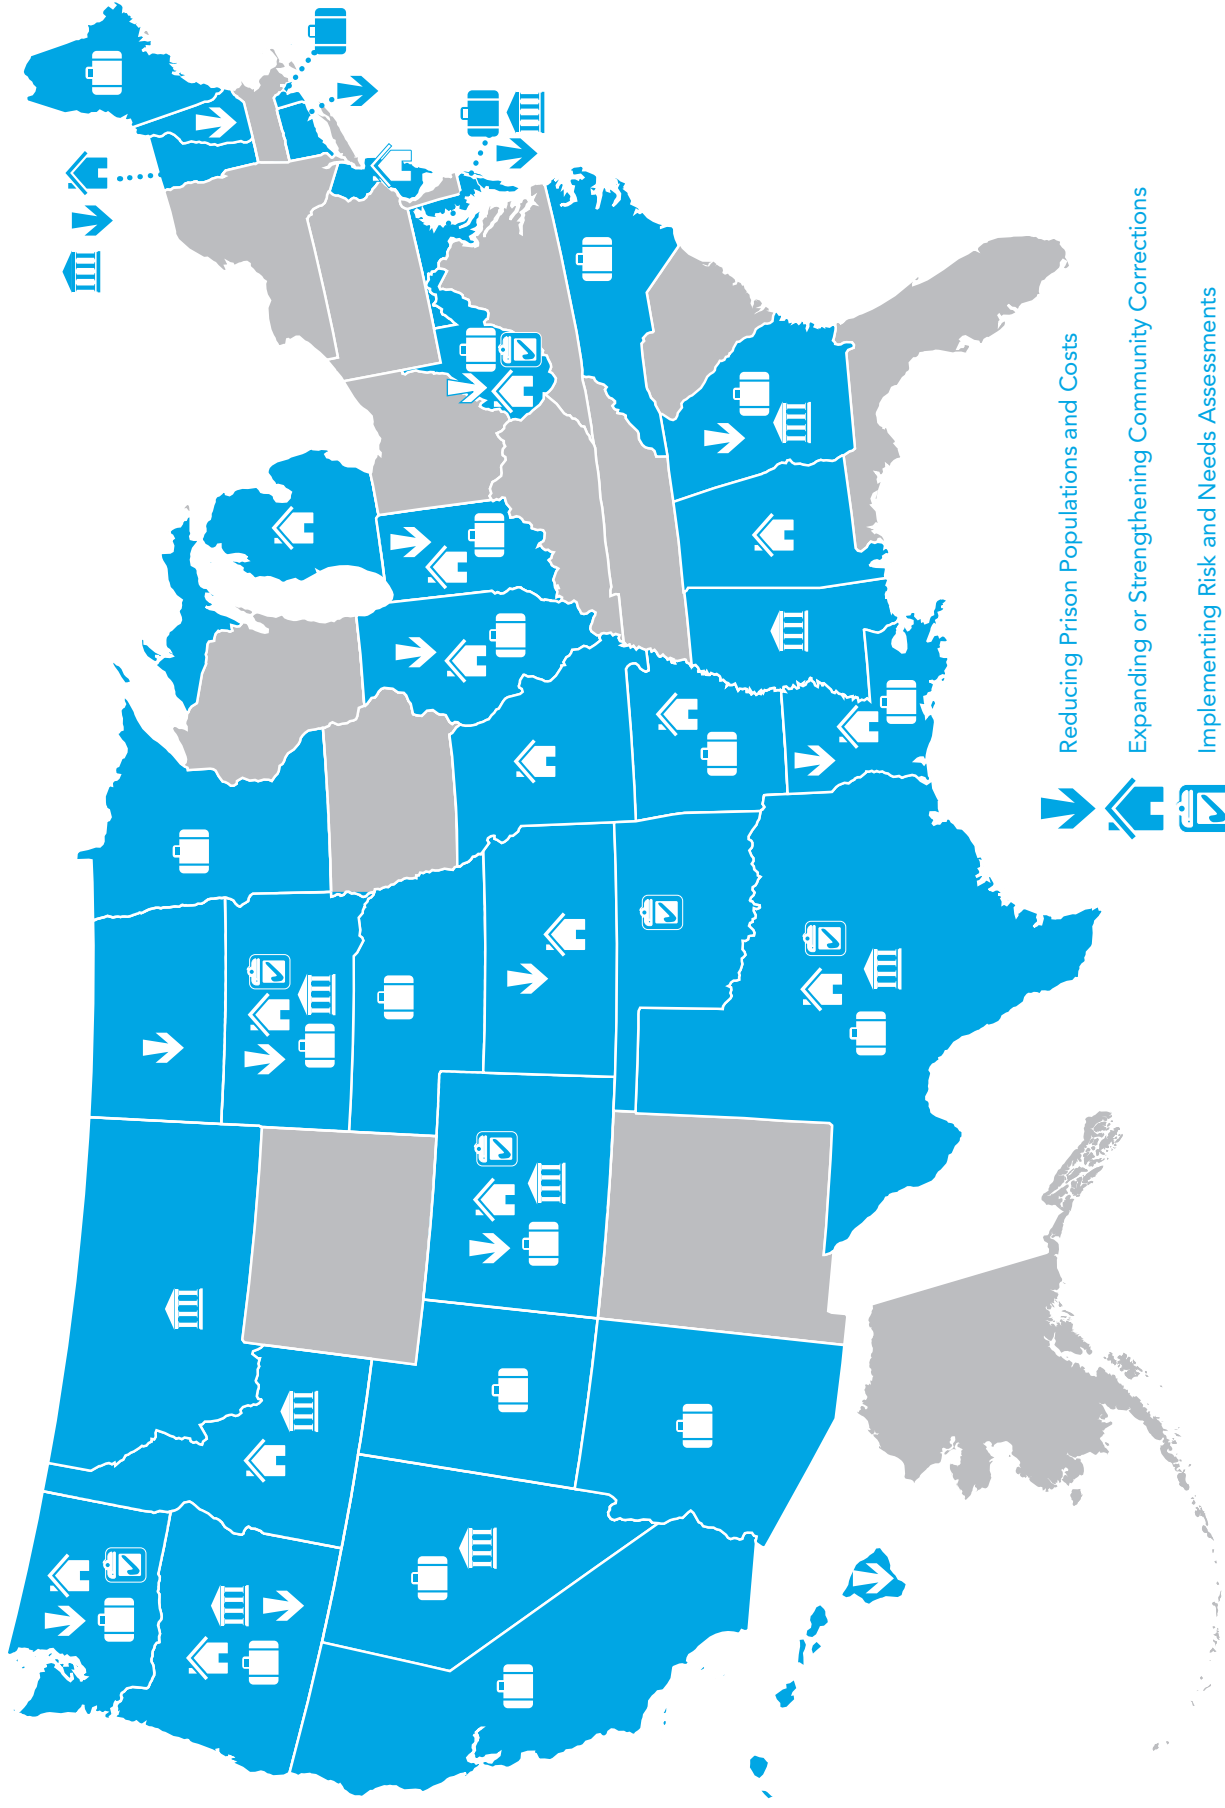 Reducing Prison Populations and Costs
Expanding or Strengthening Community Corrections
Implementing Risk and Needs Assessments